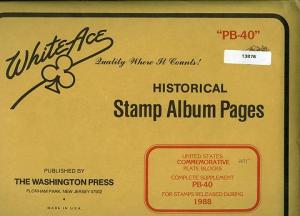 "PB-40"
13876
White Ace
Quality Where It Counts!
HISTORICAL
Stamp Album Pages
UNITED STATES
COMMEMORATIVE
PLATE BLOCKS
COMPLETE SUPPLEMENT
PB-40
FOR STAMPS RELEASED DURING
1988
PUBLISHED BY
THE WASHINGTON PRESS
FLORHAM PARK, NEW JERSEY 07932
MADE IN U.S.A.